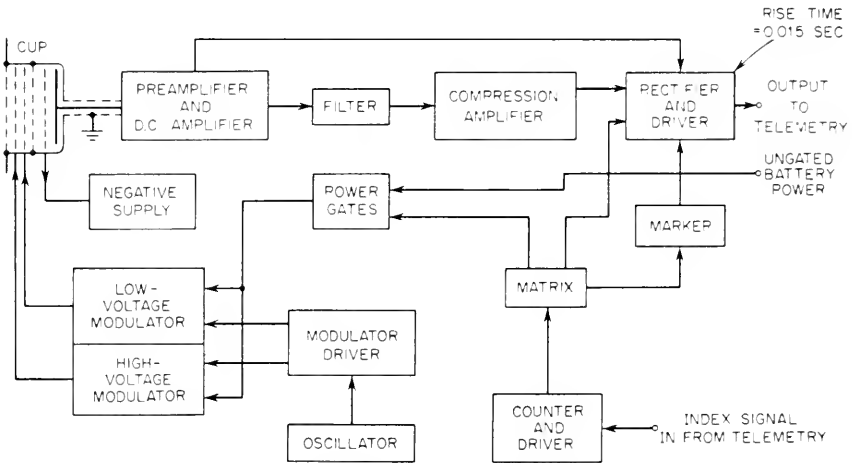 RISE TIME
=0.015 SEC
CUP
PREAMPLIFIER
AND
D.C. AMPLIFIER
FILTER
COMPRESSION
AMPLIFIER
RECTIFIER
AND
DRIVER
OUTPUT
TO
TELEMETRY
NEGATIVE
SUPPLY
POWER
GATES
UNGATED
BATTERY
POWER
MARKER
MATRIX
LOW-
VOLTAGE
MODULATOR
HIGH-
VOLTAGE
MODULATOR
MODULATOR
DRIVER
OSCILLATOR
COUNTER
AND
DRIVER
INDEX SIGNAL
IN FROM TELEMETRY